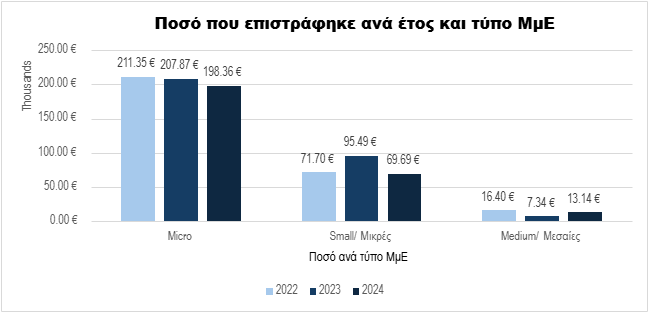 Ποσό που επιστράφηκε ανά έτος και τύπο ΜμΕ
Thousands
250.00 €
200.00 €
150.00 €
100.00 €
50.00 €
0.00 €
211.35 € 207.87 € 198.36 €
71.70 € 95.49 € 69.69 €
16.40 € 7.34 € 13.14 €
Micro Small/ Μικρές Medium/ Μεσαίες
Ποσό ανά τύπο ΜμΕ
2022 2023 2024